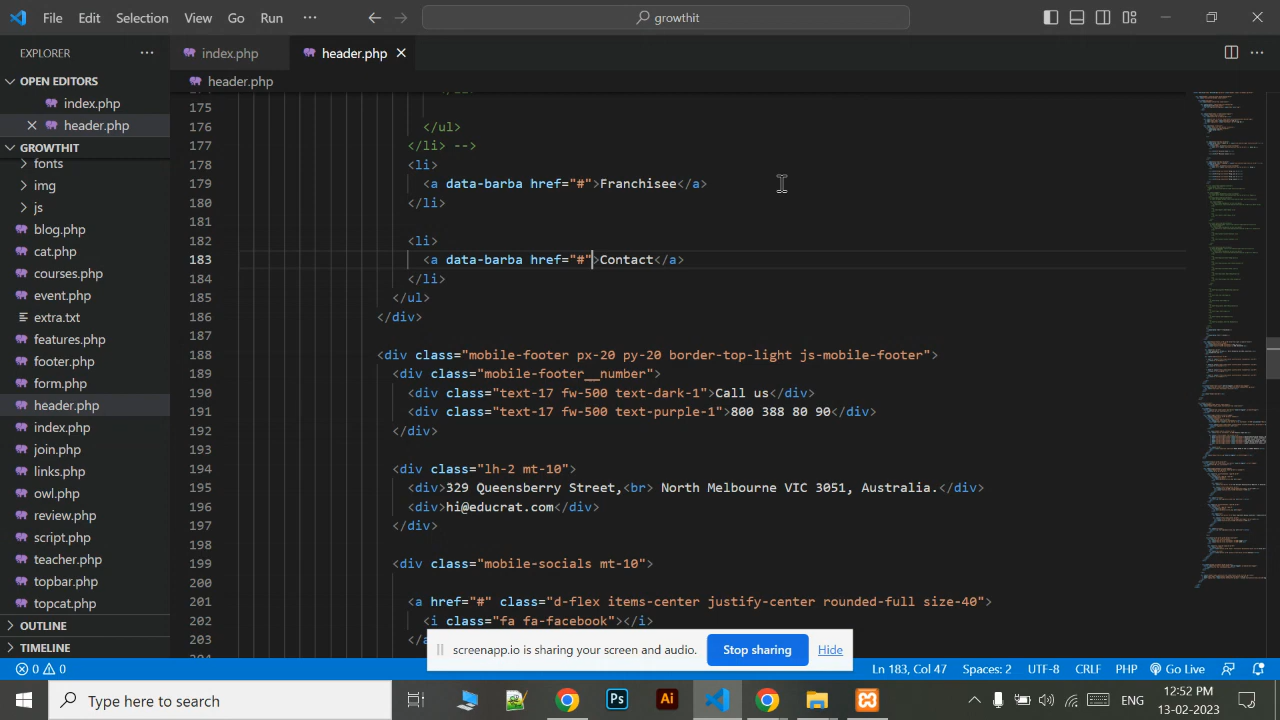 File Edit Selection View Go Run ··· growthit
EXPLORER
index.php header.php
OPEN EDITORS
header.php
index.php
header.php
GROWTHIT
fonts
img
js
blog.php
cat.php
courses.php
event.php
extra.txt
feature.php
footer.php
form.php
header.php
index.php
join.php
links.php
owl.php
review.php
script.php
teacher.php
topbar.php
topcat.php
OUTLINE
TIMELINE
175
176 </ul>
177 </li> -->
178 <li>
179 <a data-barba href="#">Franchisee</a>
180 </li>
181
182 <li>
183 <a data-barba href="#">Contact</a>
184 </li>
185 </ul>
186 </div>
187
188 <div class="mobile-footer px-20 py-20 border-top-light js-mobile-footer">
189 <div class="mobile-footer__number">
190 <div class="text-17 fw-500 text-dark-1">Call us</div>
191 <div class="text-17 fw-500 text-purple-1">800 388 80 90</div>
192 </div>
193
194 <div class="lh-2 mt-10">
195 <div>329 Queensberry Street,<br> North Melbourne VIC 3051, Australia.</div>
196 <div>hi@educrat.com</div>
197 </div>
198
199 <div class="mobile-socials mt-10">
200
201 <a href="#" class="d-flex items-center justify-center rounded-full size-40">
202 <i class="fa fa-facebook"></i>
203
screenapp.io is sharing your screen and audio. Stop sharing Hide
0 0 Ln 183, Col 47 Spaces: 2 UTF-8 CRLF PHP Go Live
Type here to search Ps Ai ENG 12:52 PM
13-02-2023